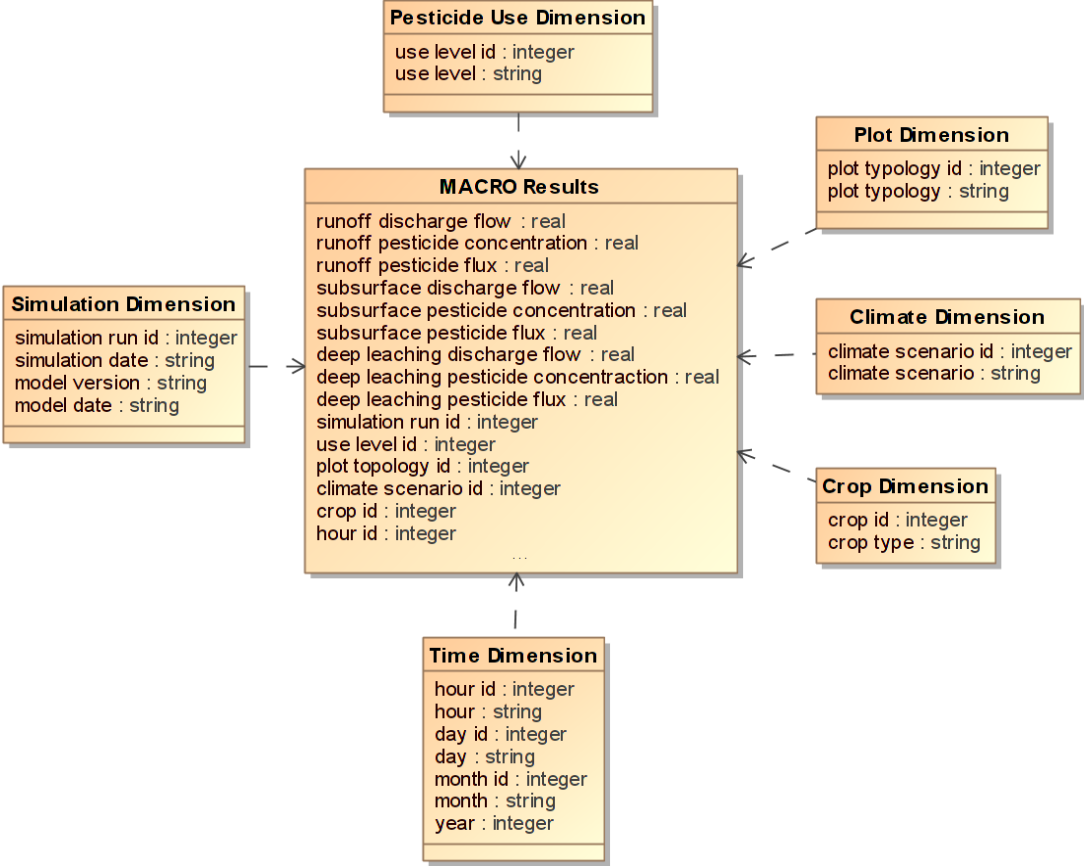 Pesticide Use Dimension
use level id : integer
use level : string
Plot Dimension
plot typology id : integer
plot typology : string
MACRO Results
runoff discharge flow : real
runoff pesticide concentration : real
runoff pesticide flux : real
subsurface discharge flow : real
subsurface pesticide concentration : real
subsurface pesticide flux : real
deep leaching discharge flow : real
deep leaching pesticide concentraction : real
deep leaching pesticide flux : real
simulation run id : integer
use level id : integer
plot topology id : integer
climate scenario id : integer
crop id : integer
hour id : integer
...
Simulation Dimension
simulation run id : integer
simulation date : string
model version : string
model date : string
Climate Dimension
climate scenario id : integer
climate scenario : string
Crop Dimension
crop id : integer
crop type : string
Time Dimension
hour id : integer
hour : string
day id : integer
day : string
month id : integer
month : string
year : integer